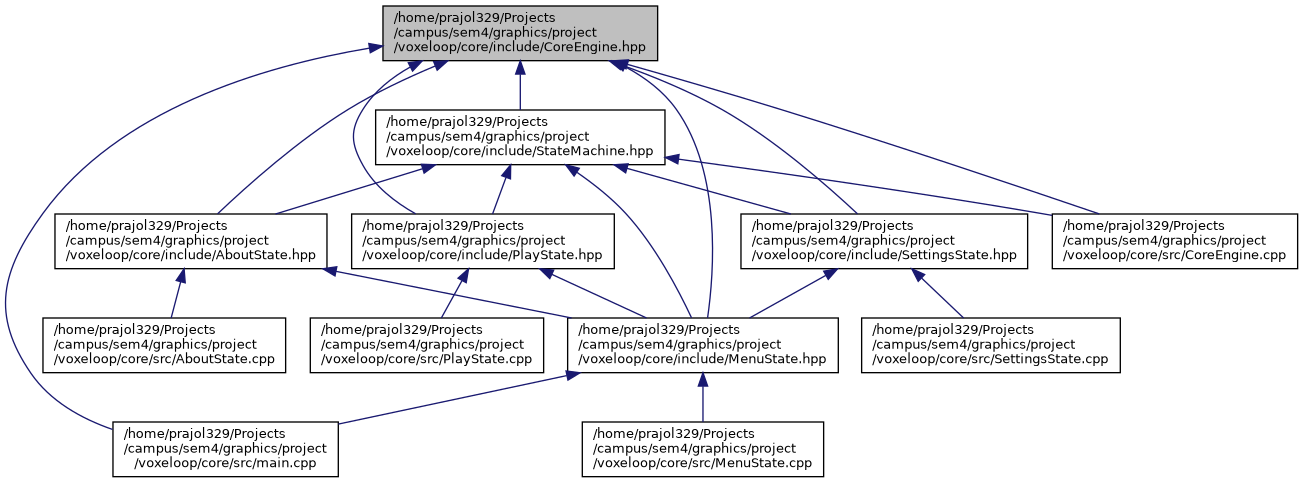 /home/prajol329/Projects
/campus/sem4/graphics/project
/voxeloop/core/include/CoreEngine.hpp
/home/prajol329/Projects
/campus/sem4/graphics/project
/voxeloop/core/include/StateMachine.hpp
/home/prajol329/Projects
/campus/sem4/graphics/project
/voxeloop/core/include/AboutState.hpp
/home/prajol329/Projects
/campus/sem4/graphics/project
/voxeloop/core/include/PlayState.hpp
/home/prajol329/Projects
/campus/sem4/graphics/project
/voxeloop/core/include/SettingsState.hpp
/home/prajol329/Projects
/campus/sem4/graphics/project
/voxeloop/core/src/CoreEngine.cpp
/home/prajol329/Projects
/campus/sem4/graphics/project
/voxeloop/core/src/AboutState.cpp
/home/prajol329/Projects
/campus/sem4/graphics/project
/voxeloop/core/src/PlayState.cpp
/home/prajol329/Projects
/campus/sem4/graphics/project
/voxeloop/core/include/MenuState.hpp
/home/prajol329/Projects
/campus/sem4/graphics/project
/voxeloop/core/src/SettingsState.cpp
/home/prajol329/Projects
/campus/sem4/graphics/project
/voxeloop/core/src/main.cpp
/home/prajol329/Projects
/campus/sem4/graphics/project
/voxeloop/core/src/MenuState.cpp